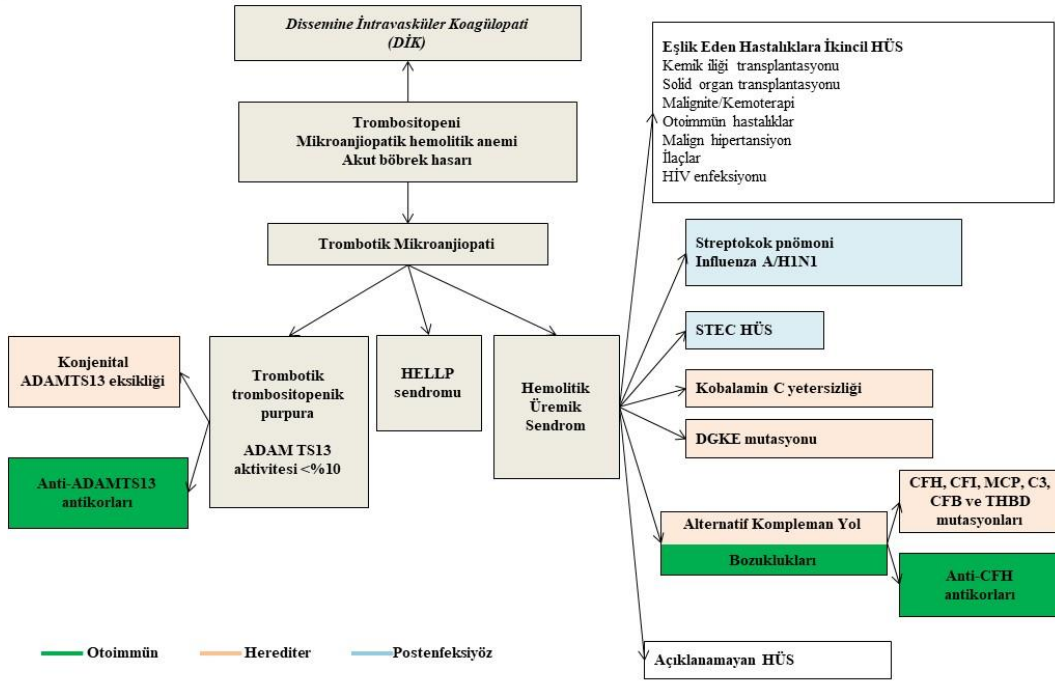 Dissemine İntravasküler Koagülopati
(DİK)
Trombositopeni
Mikroanjiopatik hemolitik anemi
Akut böbrek hasarı
Trombotik Mikroanjiopati
Konjenital
ADAMTS13 eksikliği
Anti-ADAMTS13
antikorları
Trombotik
trombositopenik
purpura
ADAM TS13
aktivitesi <%10
HELLP
sendromu
Hemolitik
Üremik
Sendrom
Eşlik Eden Hastalıklara İkincil HÜS
Kemik iliği transplantasyonu
Solid organ transplantasyonu
Malignite/Kemoterapi
Otoimmün hastalıklar
Malign hipertansiyon
İlaçlar
HİV enfeksiyonu
Streptokok pnömoni
Influenza A/H1N1
STEC HÜS
Kobalamin C yetersizliği
DGKE mutasyonu
Alternatif Kompleman Yol
Bozuklukları
CFH, CFI, MCP, C3,
CFB ve THBD
mutasyonları
Anti-CFH
antikorları
Açıklanamayan HÜS
Otoimmün
Herediter
Postenfeksiyöz